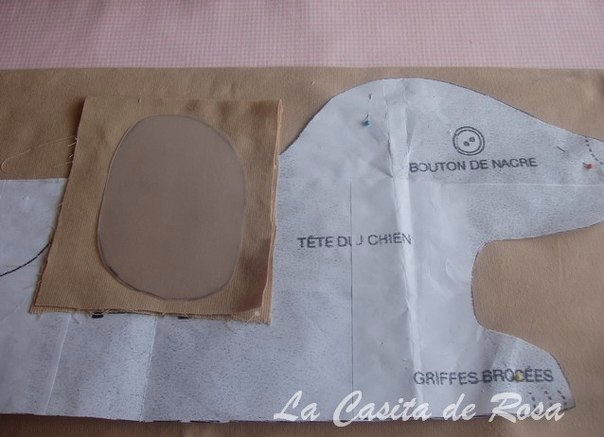 BOUTON DE NACRE
TÊTE DU CHIEN
GRIFFES BRODÉES
La Casita de Rosa